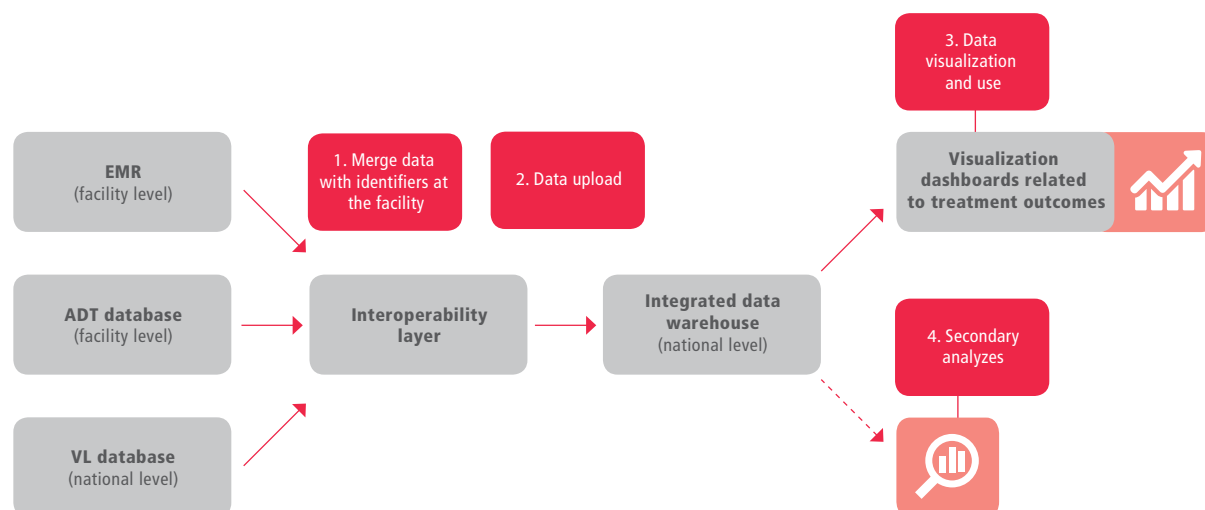 3. Data
visualization
and use
EMR
(facility level)
1. Merge data
with identifiers at
the facility
2. Data upload
Visualization
dashboards related
to treatment outcomes
ADT database
(facility level)
Interoperability
layer
Integrated data
warehouse
(national level)
4. Secondary
analyzes
VL database
(national level)